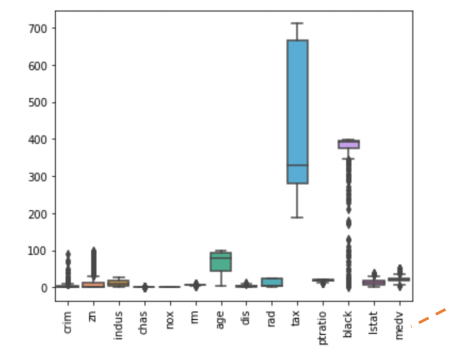 700
600
500
400
300
200
100
0
crim
zn
indus
chas
nox
rm
age
dis
rad
tax
ptratio
black
lstat
medv